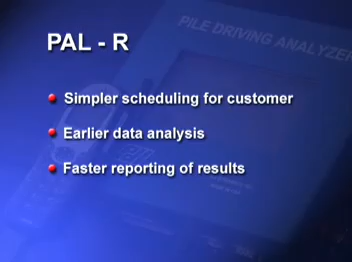 PILE DRIVING ANALYZER
PAL - R
Simpler scheduling for customer
Earlier data analysis
Faster reporting of results